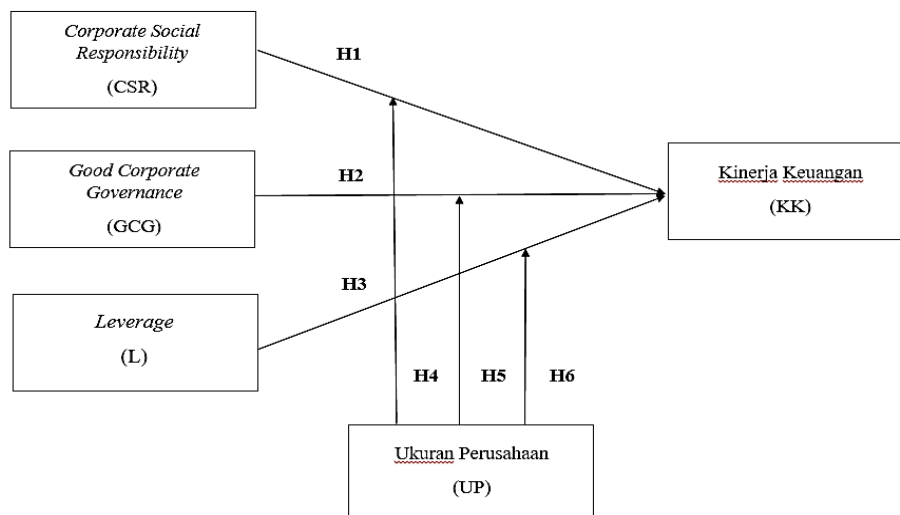 Corporate Social
Responsibility
(CSR)
H1
Good Corporate
Governance
(GCG)
H2
Kinerja Keuangan
(KK)
Leverage
(L)
H3
H4
H5
H6
Ukuran Perusahaan
(UP)